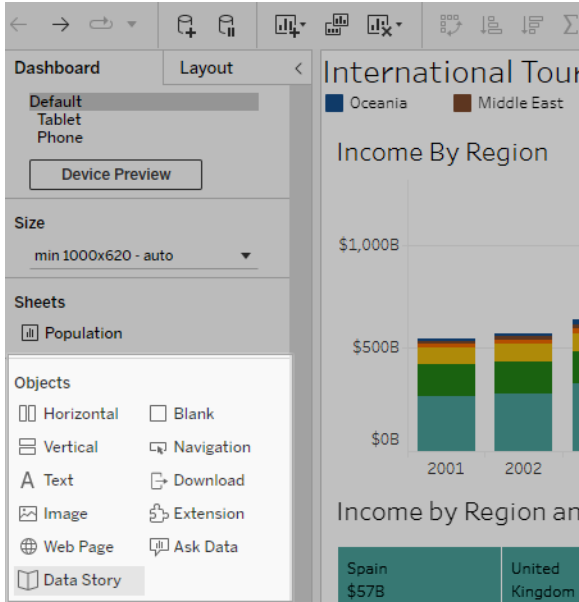 Dashboard Layout
Default
Tablet
Phone
Device Preview
Size
min 1000x620 - auto
Sheets
Population
Objects
Horizontal Blank
Vertical Navigation
Text Download
Image Extension
Web Page Ask Data
Data Story
International Tour
Oceania Middle East
Income By Region
$1,000B
$500B
$0B
2001 2002
Income by Region an
Spain United
$57B Kingdom